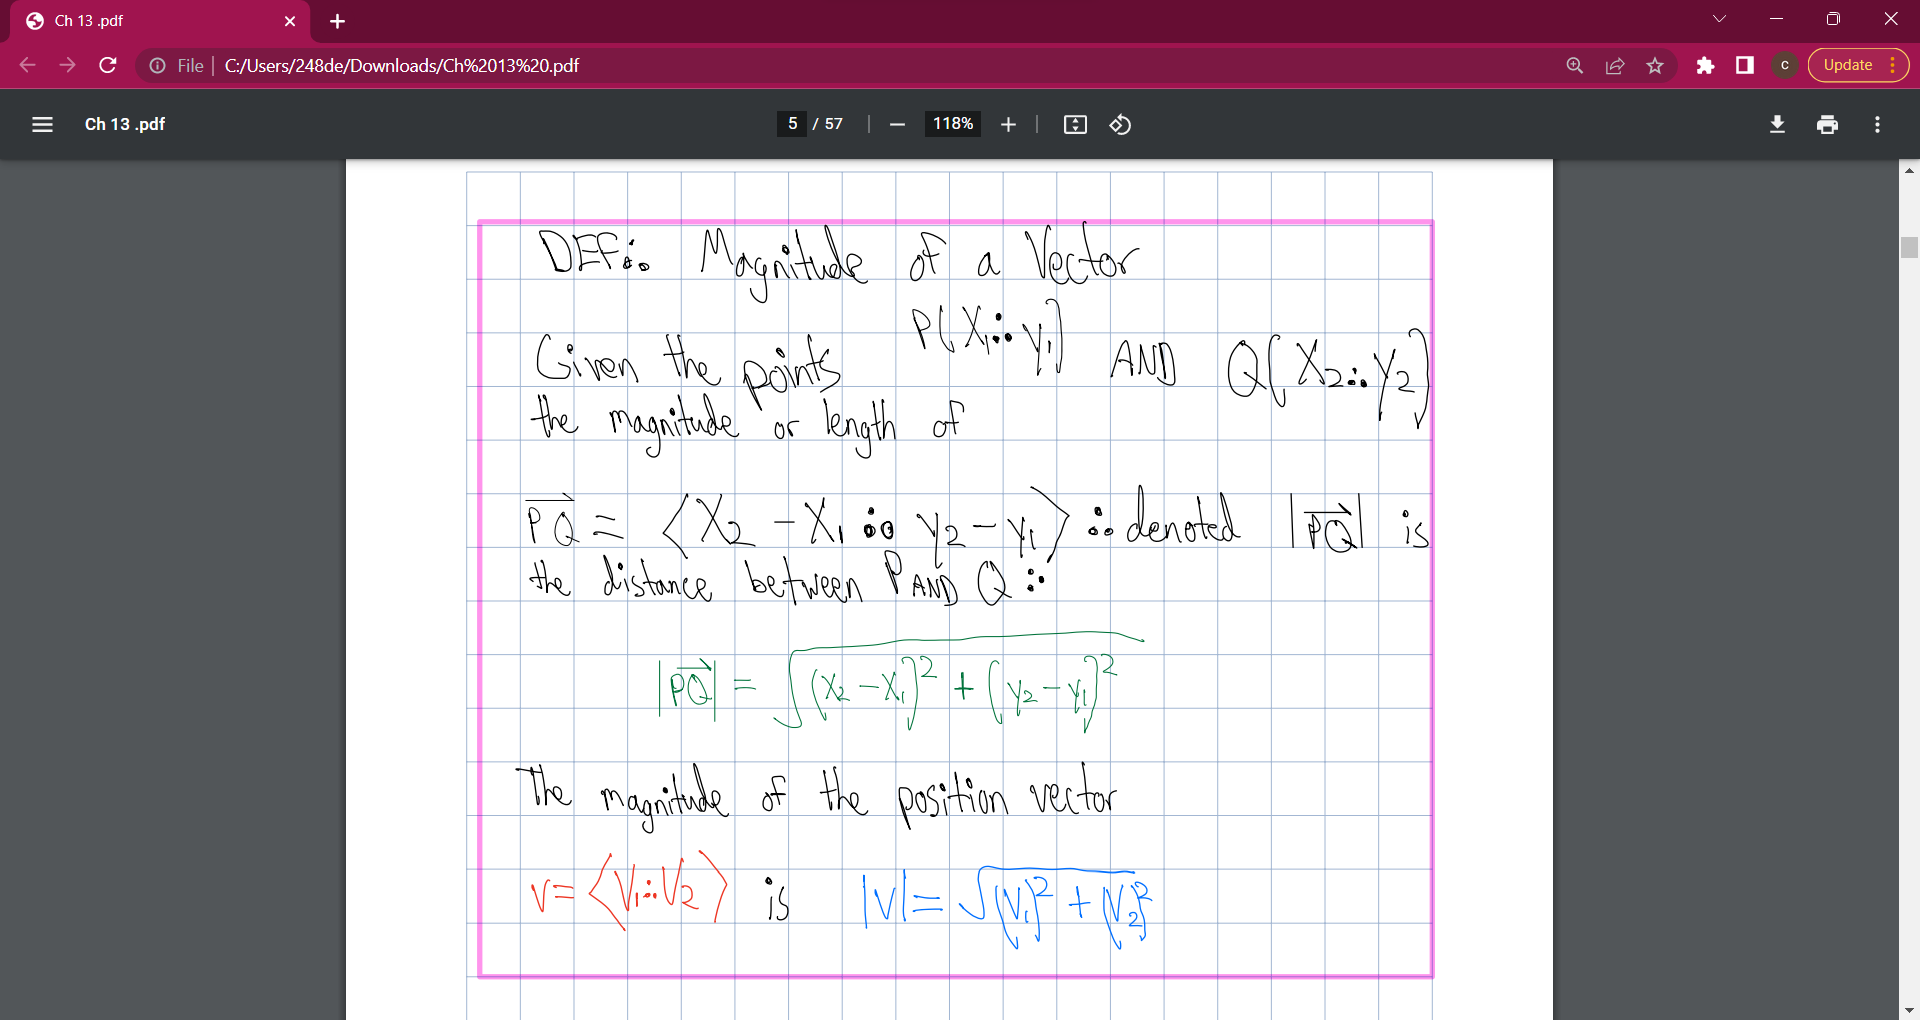 Ch 13 .pdf
File | C:/Users/248de/Downloads/Ch%2013%20.pdf
C
Update
Ch 13 .pdf
5 / 57
118%
DEF∴ Magnitude of a Vector
Given the points P(X₁∴y₁) AND Q(X₂∴Y₂)
the magnitude or length of
PQ⃗ = ⟨X₂ − X₁ ∴ y₂ − y₁⟩ ∴ denoted |PQ⃗| is
the distance between P AND Q ∴
|PQ⃗| = √((X₂ − X₁)² + (y₂ − y₁)²)
The magnitude of the position vector
v = ⟨V₁∴V₂⟩ is |V| = √((V₁)² + (V₂)²)